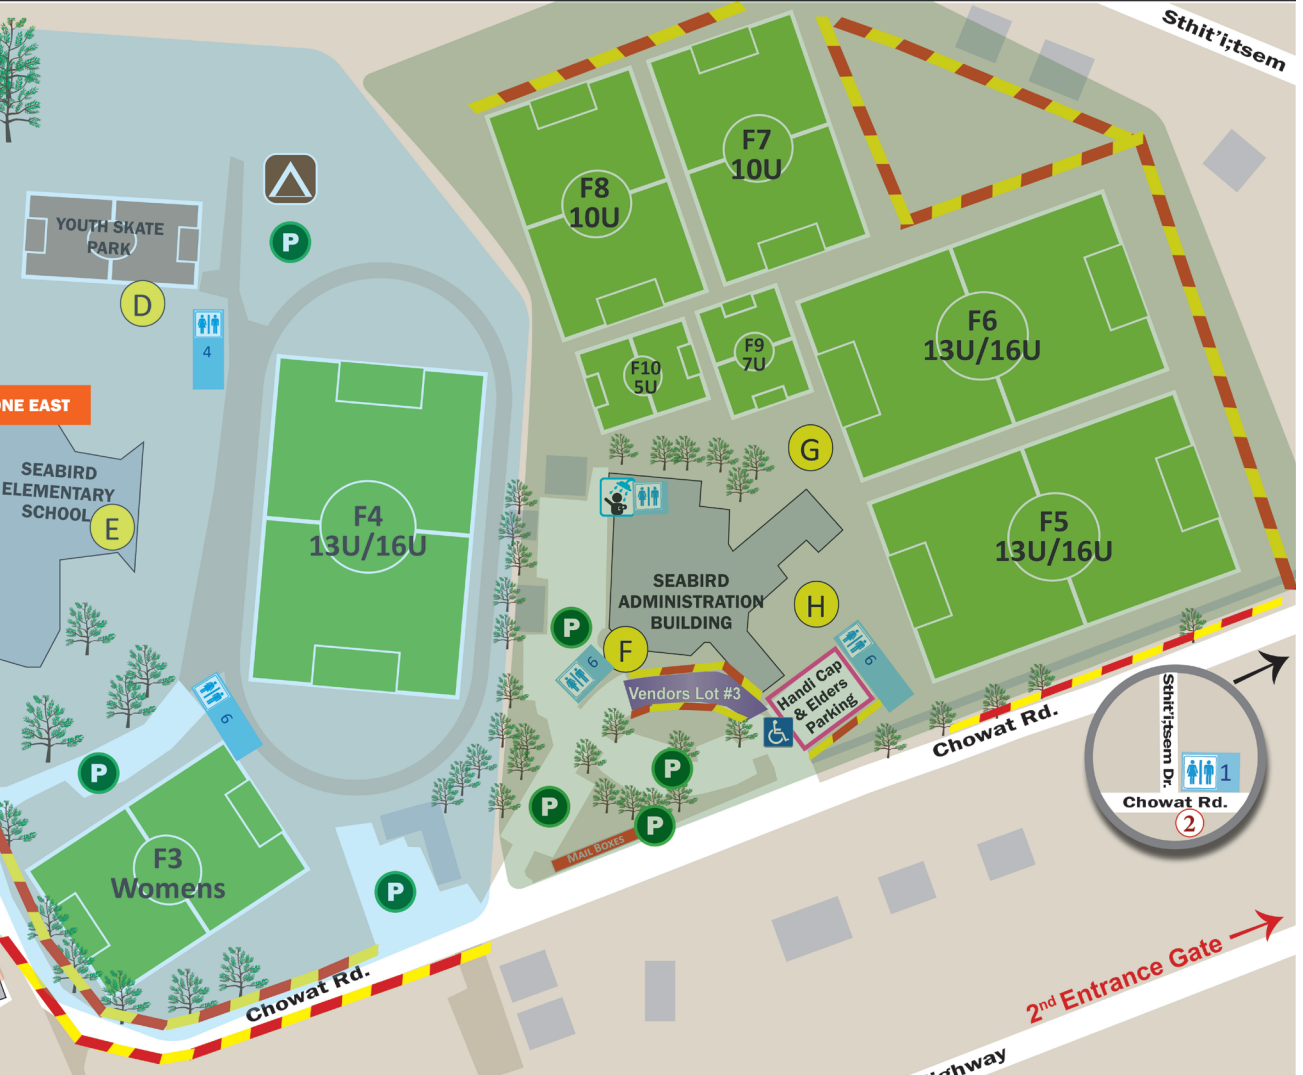 Sthit'i;tsem
F7
10U
F8
10U
P
YOUTH SKATE
PARK
D
4
F6
13U/16U
F9
7U
F10
5U
NE EAST
G
SEABIRD
ELEMENTARY
SCHOOL
E
F4
13U/16U
F5
13U/16U
SEABIRD
ADMINISTRATION
BUILDING
H
P
F
6
6
Vendors Lot #3
Handi Cap
& Elders
Parking
6
P
P
P
P
MAIL BOXES
Chowat Rd.
Sthit'i;tsem Dr.
1
Chowat Rd.
2
F3
Womens
P
Chowat Rd.
2nd Entrance Gate
ghway